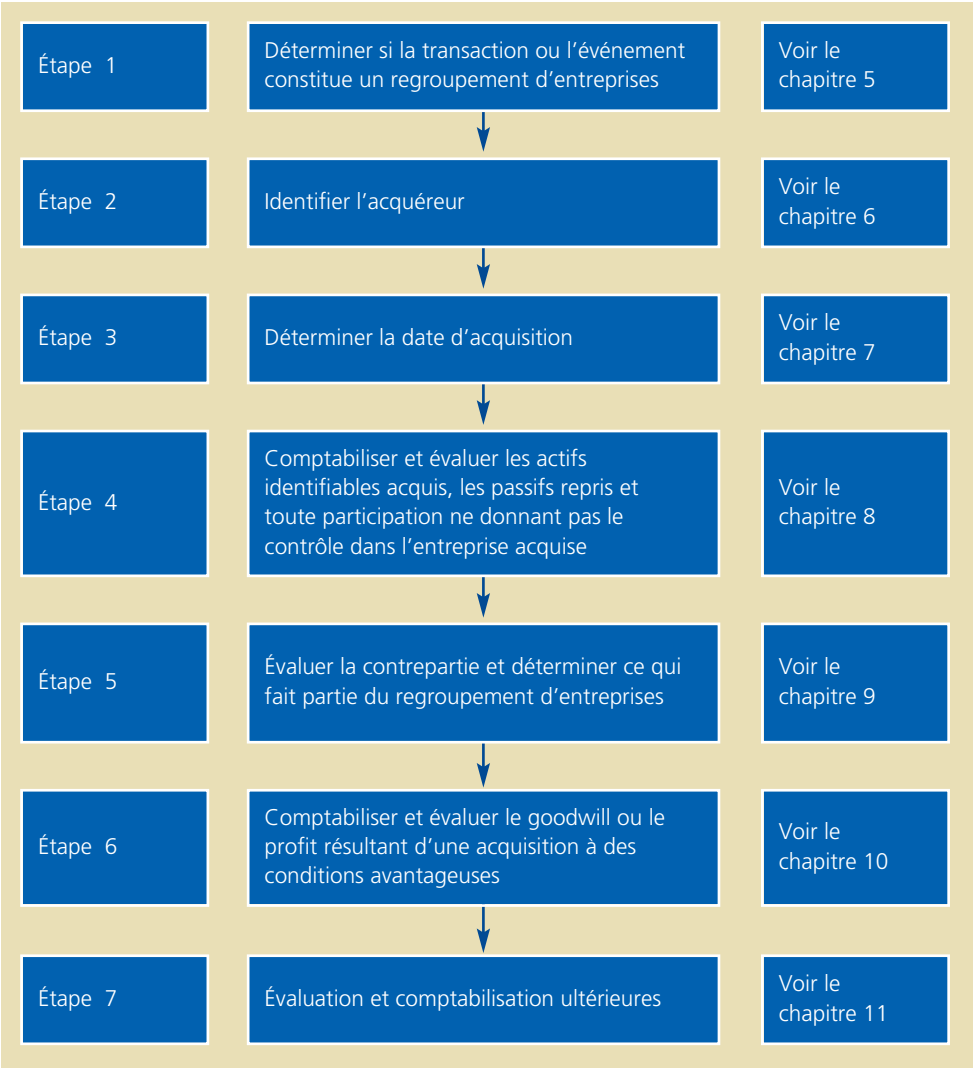 Étape 1
Déterminer si la transaction ou l’événement
constitue un regroupement d’entreprises
Voir le
chapitre 5
Étape 2
Identifier l’acquéreur
Voir le
chapitre 6
Étape 3
Déterminer la date d’acquisition
Voir le
chapitre 7
Étape 4
Comptabiliser et évaluer les actifs
identifiables acquis, les passifs repris et
toute participation ne donnant pas le
contrôle dans l’entreprise acquise
Voir le
chapitre 8
Étape 5
Évaluer la contrepartie et déterminer ce qui
fait partie du regroupement d’entreprises
Voir le
chapitre 9
Étape 6
Comptabiliser et évaluer le goodwill ou le
profit résultant d’une acquisition à des
conditions avantageuses
Voir le
chapitre 10
Étape 7
Évaluation et comptabilisation ultérieures
Voir le
chapitre 11